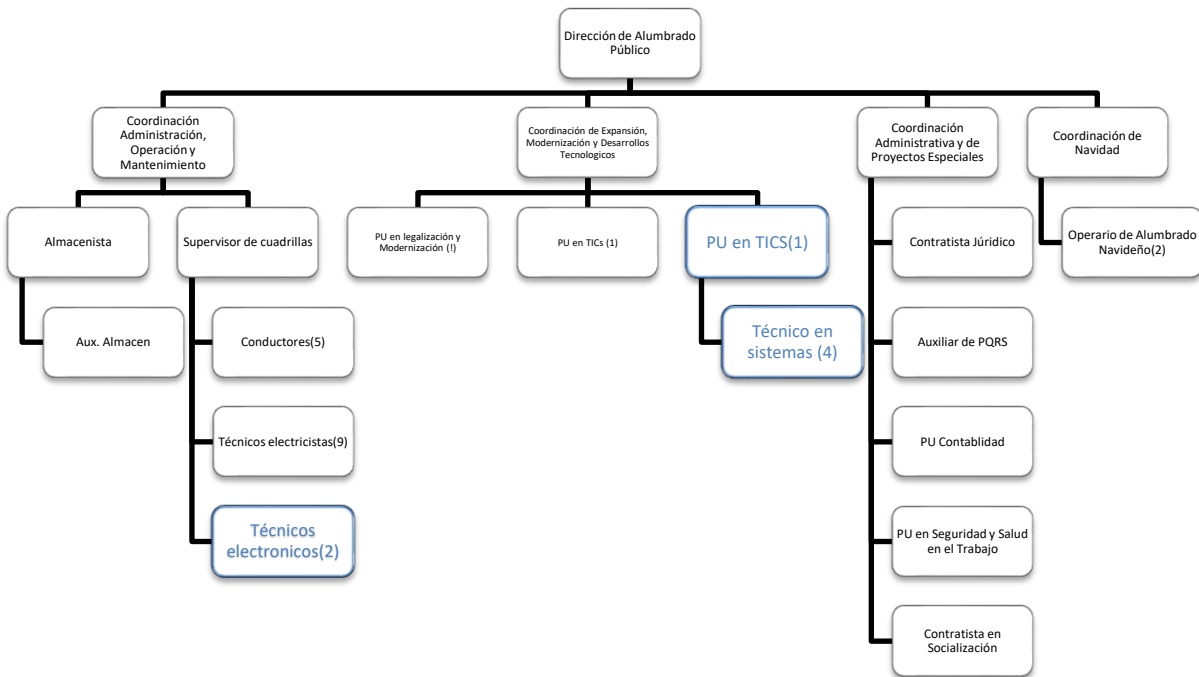 Dirección de Alumbrado
Público
Coordinación
Administración,
Operación y
Mantenimiento
Coordinación de Expansión,
Modernización y Desarrollos
Tecnologicos
Coordinación
Administrativa y de
Proyectos Especiales
Coordinación de
Navidad
Almacenista
Supervisor de cuadrillas
PU en legalización y
Modernización (!)
PU en TICs (1)
PU en TICS(1)
Contratista Júridico
Operario de Alumbrado
Navideño(2)
Aux. Almacen
Conductores(5)
Técnico en
sistemas (4)
Auxiliar de PQRS
Técnicos electricistas(9)
PU Contablidad
Técnicos
electronicos(2)
PU en Seguridad y Salud
en el Trabajo
Contratista en
Socialización